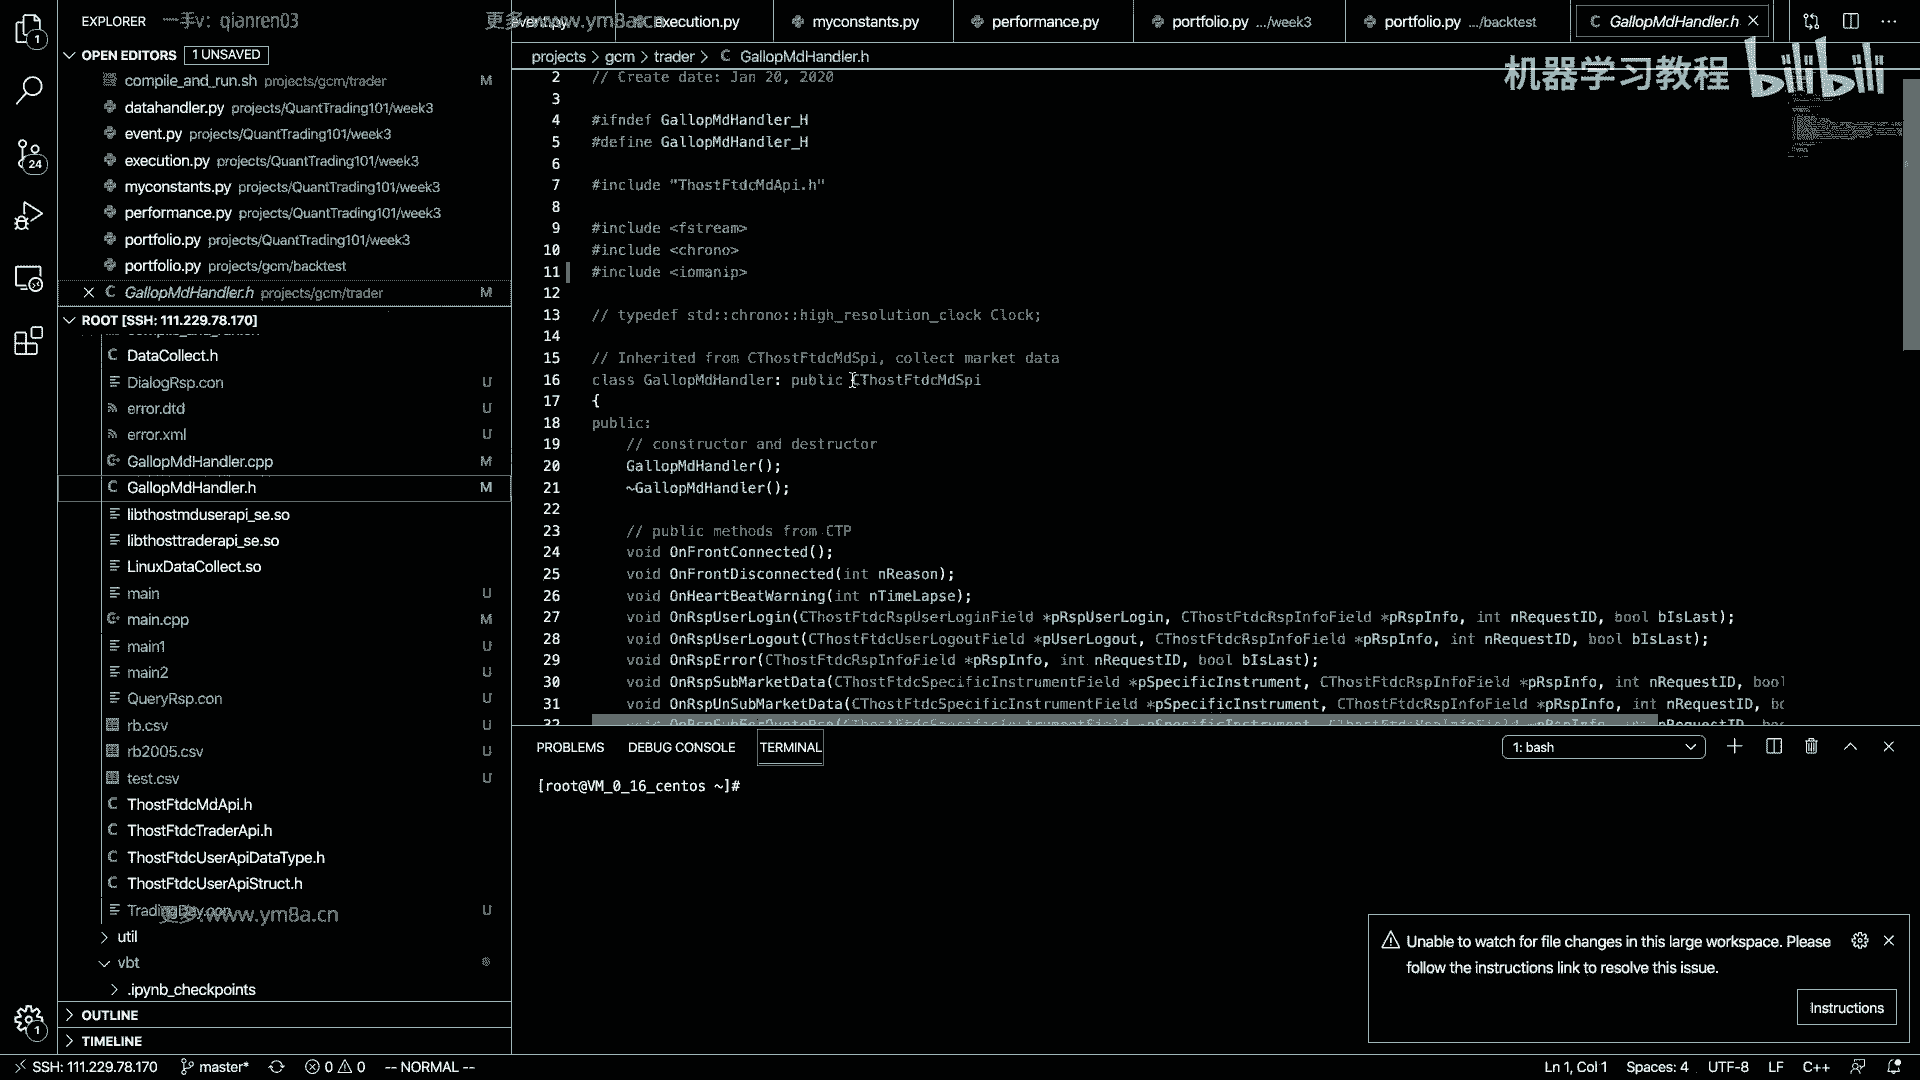 EXPLORER
一手v: qianren03
OPEN EDITORS 1 UNSAVED
compile_and_run.sh projects/gcm/trader M
datahandler.py projects/QuantTrading101/week3
event.py projects/QuantTrading101/week3
execution.py projects/QuantTrading101/week3
myconstants.py projects/QuantTrading101/week3
performance.py projects/QuantTrading101/week3
portfolio.py projects/QuantTrading101/week3
portfolio.py projects/gcm/backtest
GallopMdHandler.h projects/gcm/trader M
ROOT [SSH: 111.229.78.170]
DataCollect.h
DialogRsp.con U
error.dtd U
error.xml U
GallopMdHandler.cpp M
GallopMdHandler.h M
libthostmduserapi_se.so
libthosttraderapi_se.so
LinuxDataCollect.so
main U
main.cpp M
main1 U
main2 U
QueryRsp.con U
rb.csv U
rb2005.csv U
test.csv U
ThostFtdcMdApi.h
ThostFtdcTraderApi.h
ThostFtdcUserApiDataType.h
ThostFtdcUserApiStruct.h
TradingDay.con U
更多:www.ym8a.cn
util
vbt
.ipynb_checkpoints
OUTLINE
TIMELINE
event.py execution.py myconstants.py performance.py portfolio.py .../week3 portfolio.py .../backtest GallopMdHandler.h
更多:www.ym8a.cn
projects > gcm > trader > C GallopMdHandler.h
机器学习教程 bilibili
2 // Create date: Jan 20, 2020
3
4 #ifndef GallopMdHandler_H
5 #define GallopMdHandler_H
6
7 #include "ThostFtdcMdApi.h"
8
9 #include <fstream>
10 #include <chrono>
11 #include <iomanip>
12
13 // typedef std::chrono::high_resolution_clock Clock;
14
15 // Inherited from CThostFtdcMdSpi, collect market data
16 class GallopMdHandler: public CThostFtdcMdSpi
17 {
18 public:
19 // constructor and destructor
20 GallopMdHandler();
21 ~GallopMdHandler();
22
23 // public methods from CTP
24 void OnFrontConnected();
25 void OnFrontDisconnected(int nReason);
26 void OnHeartBeatWarning(int nTimeLapse);
27 void OnRspUserLogin(CThostFtdcRspUserLoginField *pRspUserLogin, CThostFtdcRspInfoField *pRspInfo, int nRequestID, bool bIsLast);
28 void OnRspUserLogout(CThostFtdcUserLogoutField *pUserLogout, CThostFtdcRspInfoField *pRspInfo, int nRequestID, bool bIsLast);
29 void OnRspError(CThostFtdcRspInfoField *pRspInfo, int nRequestID, bool bIsLast);
30 void OnRspSubMarketData(CThostFtdcSpecificInstrumentField *pSpecificInstrument, CThostFtdcRspInfoField *pRspInfo, int nRequestID, bool
31 void OnRspUnSubMarketData(CThostFtdcSpecificInstrumentField *pSpecificInstrument, CThostFtdcRspInfoField *pRspInfo, int nRequestID, bo
PROBLEMS DEBUG CONSOLE TERMINAL 1: bash
[root@VM_0_16_centos ~]#
Unable to watch for file changes in this large workspace. Please
follow the instructions link to resolve this issue.
Instructions
SSH: 111.229.78.170 master* 0 0 -- NORMAL -- Ln 1, Col 1 Spaces: 4 UTF-8 LF C++